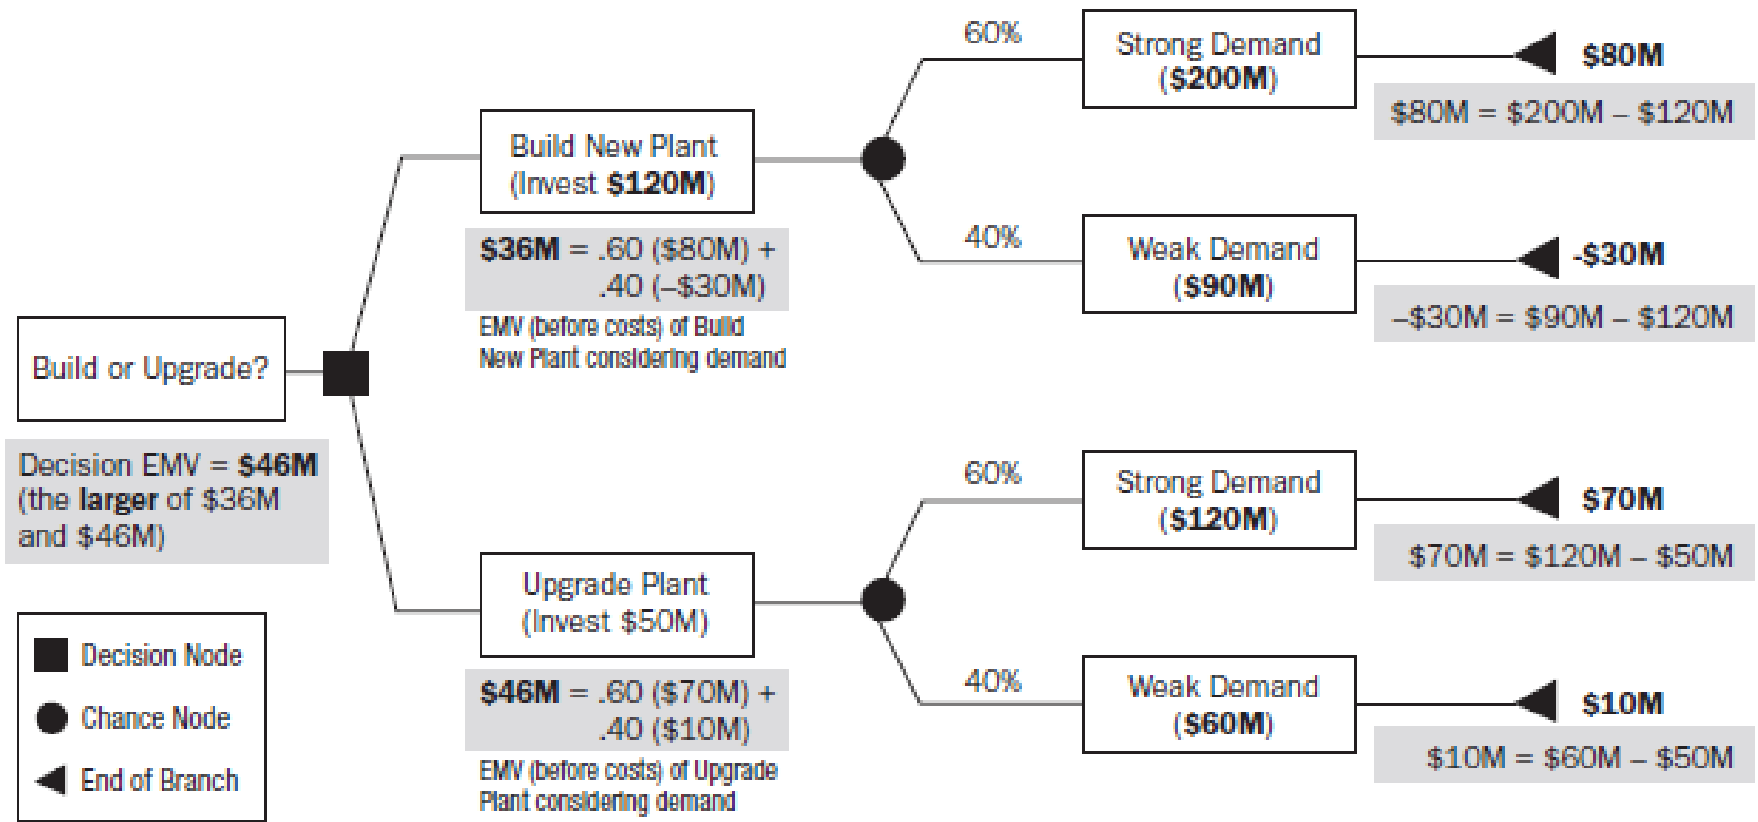 60%
Strong Demand
($200M)
$80M
$80M = $200M – $120M
Build New Plant
(Invest $120M)
$36M = .60 ($80M) +
.40 (–$30M)
EMV (before costs) of Build
New Plant considering demand
40%
Weak Demand
($90M)
-$30M
–$30M = $90M – $120M
Build or Upgrade?
Decision EMV = $46M
(the larger of $36M
and $46M)
60%
Strong Demand
($120M)
$70M
$70M = $120M – $50M
Upgrade Plant
(Invest $50M)
$46M = .60 ($70M) +
.40 ($10M)
EMV (before costs) of Upgrade
Plant considering demand
40%
Weak Demand
($60M)
$10M
$10M = $60M – $50M
Decision Node
Chance Node
End of Branch